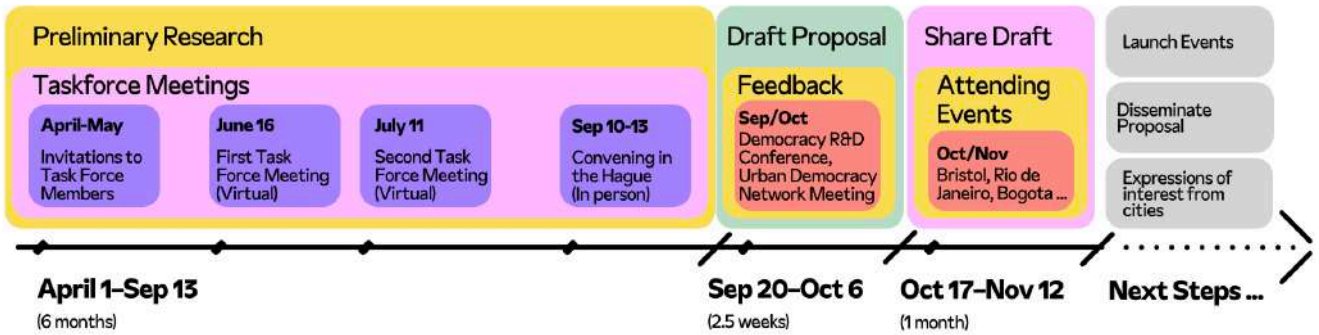 Preliminary Research
Taskforce Meetings
April-May
Invitations to
Task Force
Members
June 16
First Task
Force Meeting
(Virtual)
July 11
Second Task
Force Meeting
(Virtual)
Sep 10-13
Convening in
the Hague
(In person)
Draft Proposal
Feedback
Sep/Oct
Democracy R&D
Conference,
Urban Democracy
Network Meeting
Share Draft
Attending
Events
Oct/Nov
Bristol, Rio de
Janeiro, Bogota ...
Launch Events
Disseminate
Proposal
Expressions of
interest from
cities
April 1–Sep 13
(6 months)
Sep 20–Oct 6
(2.5 weeks)
Oct 17–Nov 12
(1 month)
Next Steps ...